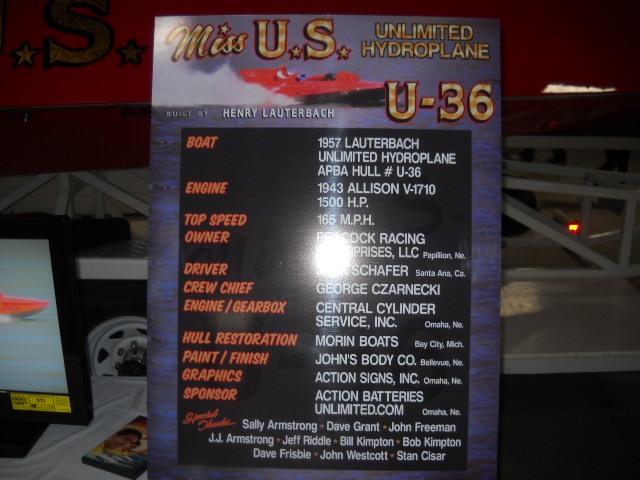 U.S.
Miss U.S. UNLIMITED HYDROPLANE
BUILT BY HENRY LAUTERBACH
U-36
BOAT 1957 LAUTERBACH
UNLIMITED HYDROPLANE
APBA HULL # U-36
ENGINE 1943 ALLISON V-1710
1500 H.P.
TOP SPEED 165 M.P.H.
OWNER PEACOCK RACING
LLC Papillion, Ne.
DRIVER SCHAFER Santa Ana, Ca.
CREW CHIEF GEORGE CZARNECKI
ENGINE/GEARBOX CENTRAL CYLINDER
SERVICE, INC. Omaha, Ne.
HULL RESTORATION MORIN BOATS Bay City, Mich.
PAINT / FINISH JOHN'S BODY CO. Bellevue, Ne.
GRAPHICS ACTION SIGNS, INC. Omaha, Ne.
SPONSOR ACTION BATTERIES
UNLIMITED.COM Omaha, Ne.
Special Thanks Sally Armstrong • Dave Grant • John Freeman
J.J. Armstrong • Jeff Riddle • Bill Kimpton • Bob Kimpton
Dave Frisbie • John Westcott • Stan Cisar